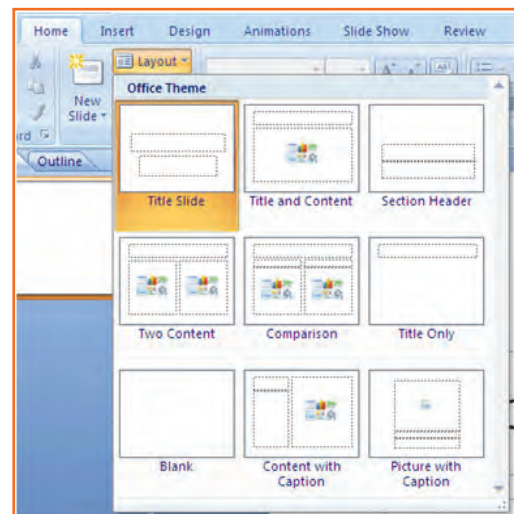 Home Insert Design Animations Slide Show Review
Layout
New
Slide
Office Theme
Outline
Title Slide Title and Content Section Header
Two Content Comparison Title Only
Blank Content with Caption Picture with Caption